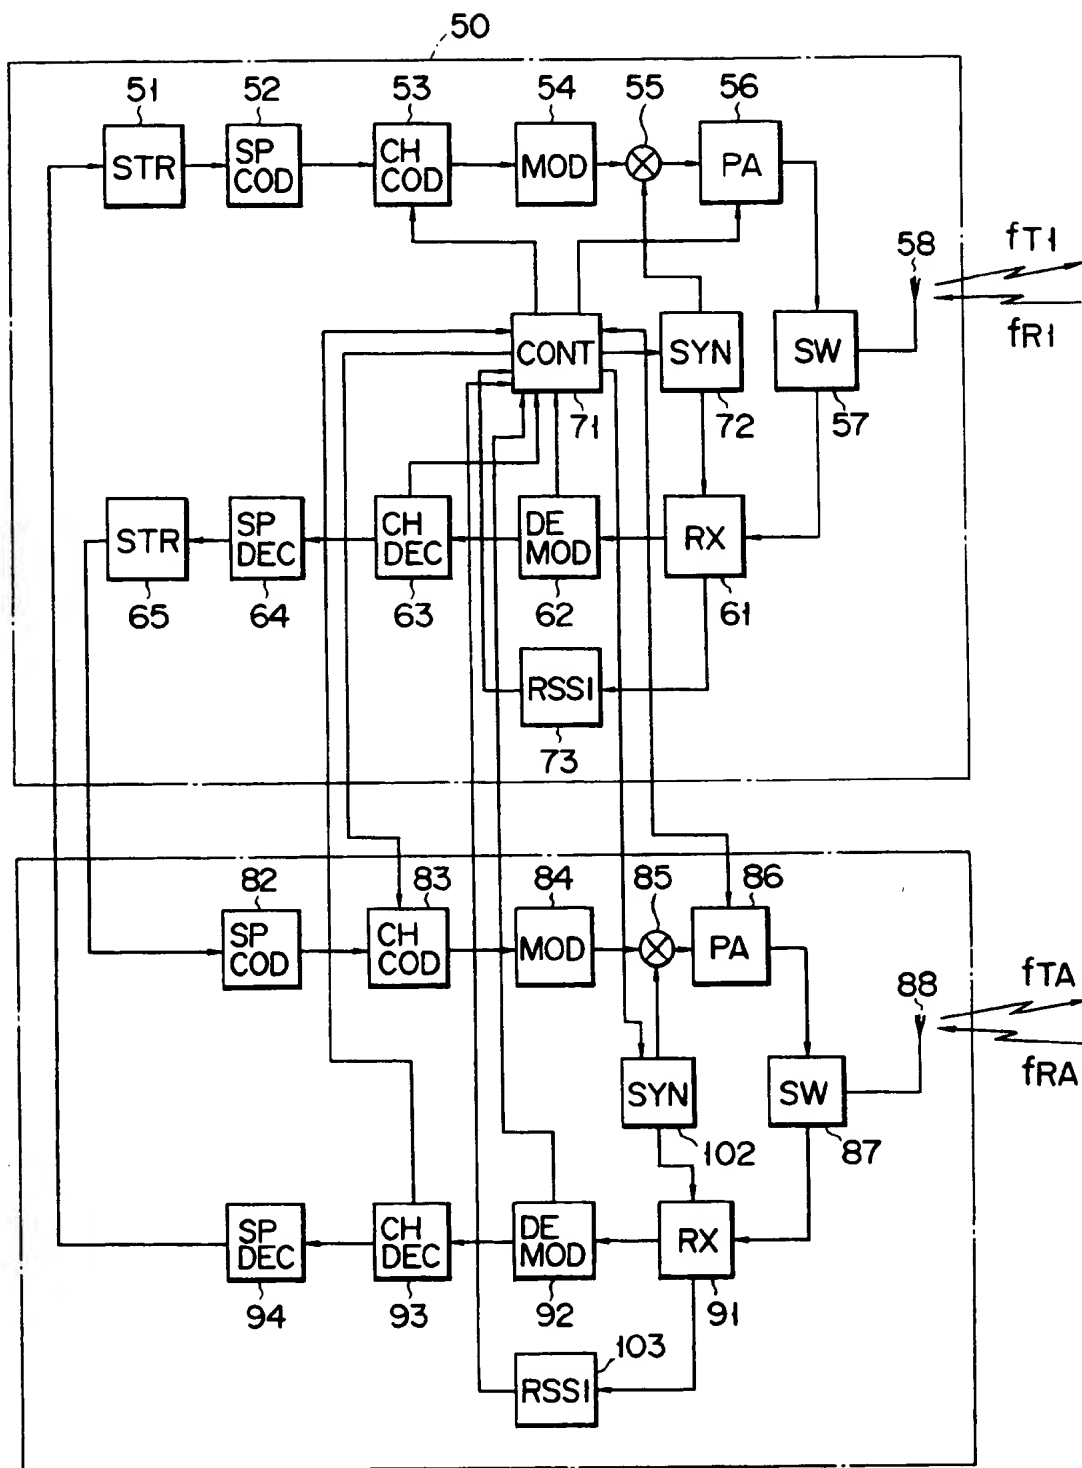 50
51 52 53 54 55 56
STR
SP
COD
CH
COD
MOD
PA
58
fT1
fR1
CONT
SYN
SW
71
72
57
STR
SP
DEC
CH
DEC
DE
MOD
RX
65 64 63 62 61
RSSI
73
82 83 84 85 86
SP
COD
CH
COD
MOD
PA
88
fTA
fRA
SYN
SW
102
87
SP
DEC
CH
DEC
DE
MOD
RX
94 93 92 91
103
RSSI